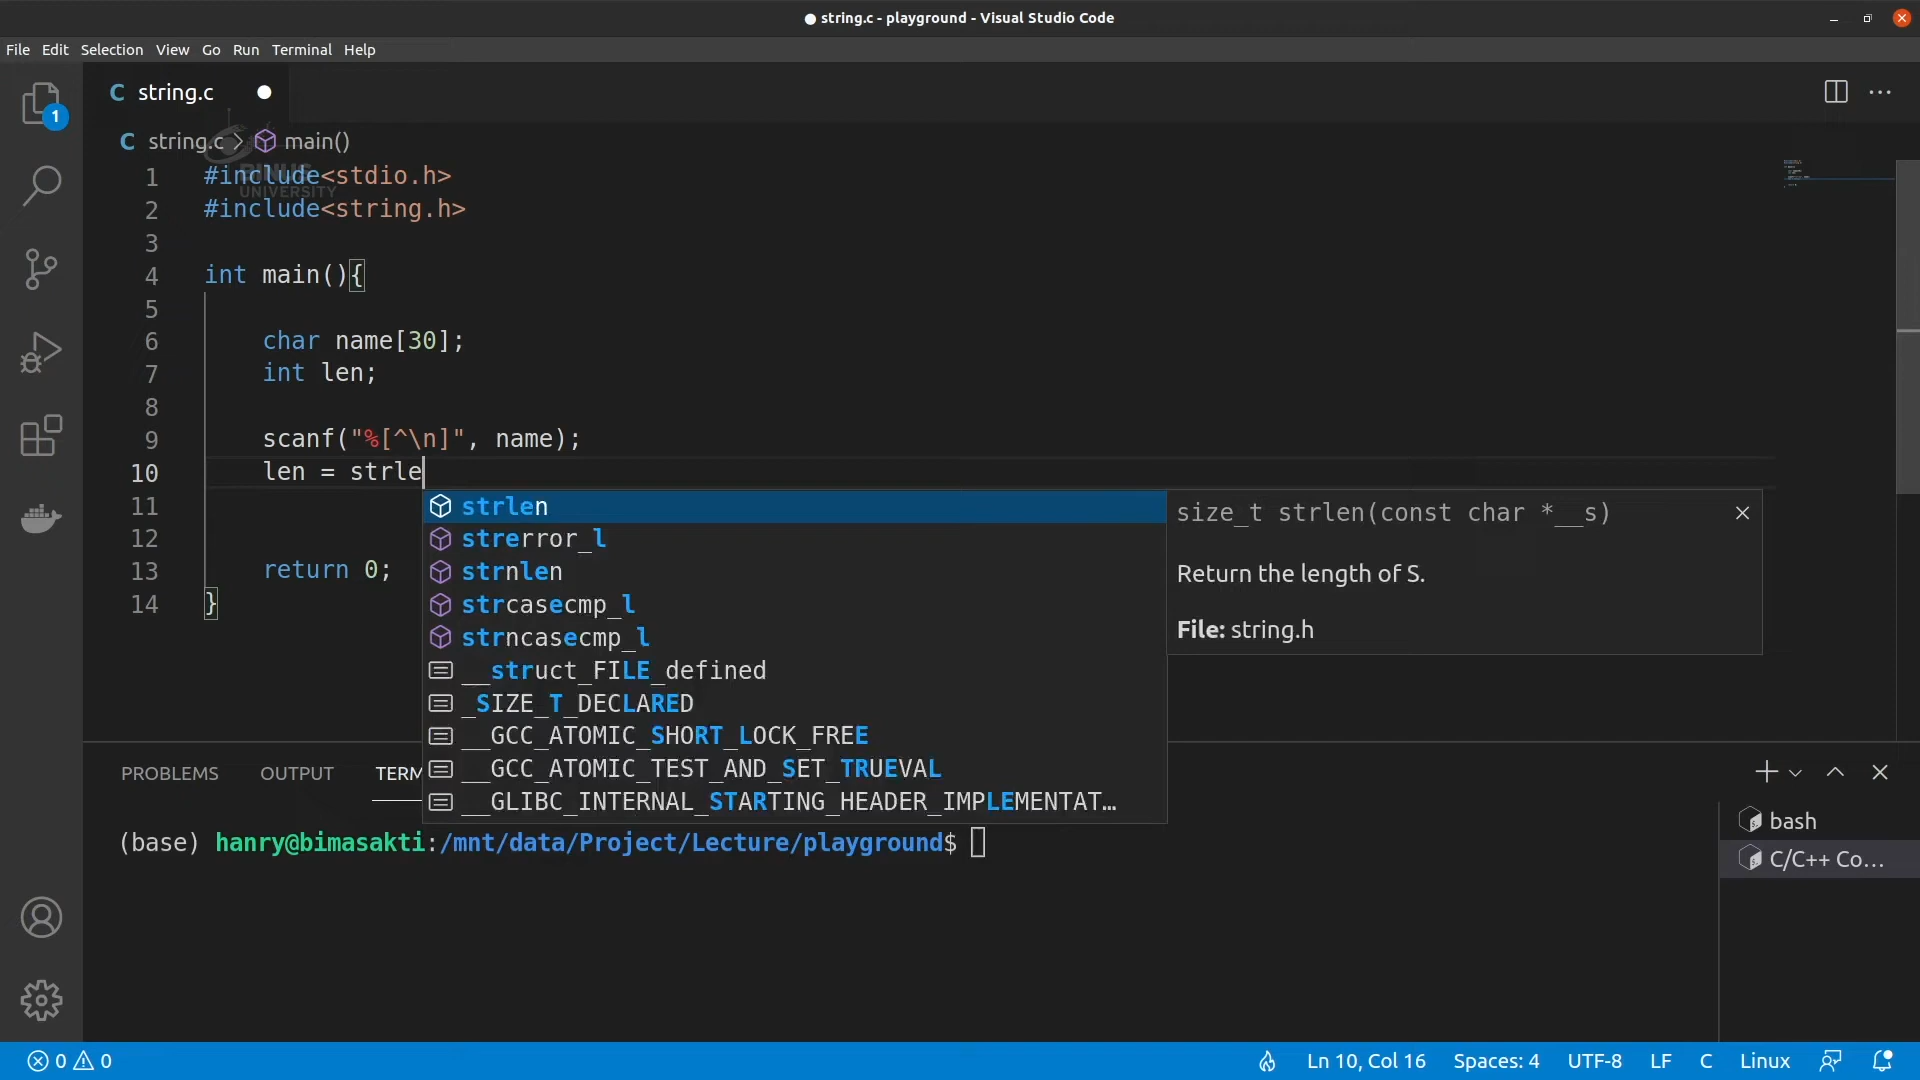 ● string.c - playground - Visual Studio Code
File Edit Selection View Go Run Terminal Help
1
C string.c ●
C string.c > main()
BINUS
UNIVERSITY
1 #include<stdio.h>
2 #include<string.h>
3
4 int main(){
5
6 char name[30];
7 int len;
8
9 scanf("%[^\n]", name);
10 len = strle
11
12
13 return 0;
14 }
strlen
strerror_l
strnlen
strcasecmp_l
strncasecmp_l
__struct_FILE_defined
_SIZE_T_DECLARED
__GCC_ATOMIC_SHORT_LOCK_FREE
__GCC_ATOMIC_TEST_AND_SET_TRUEVAL
__GLIBC_INTERNAL_STARTING_HEADER_IMPLEMENTAT…
size_t strlen(const char *__s)
Return the length of S.
File: string.h
PROBLEMS OUTPUT TERM
(base) hanry@bimasakti:/mnt/data/Project/Lecture/playground$
bash
C/C++ Co…
0 0 Ln 10, Col 16 Spaces: 4 UTF-8 LF C Linux